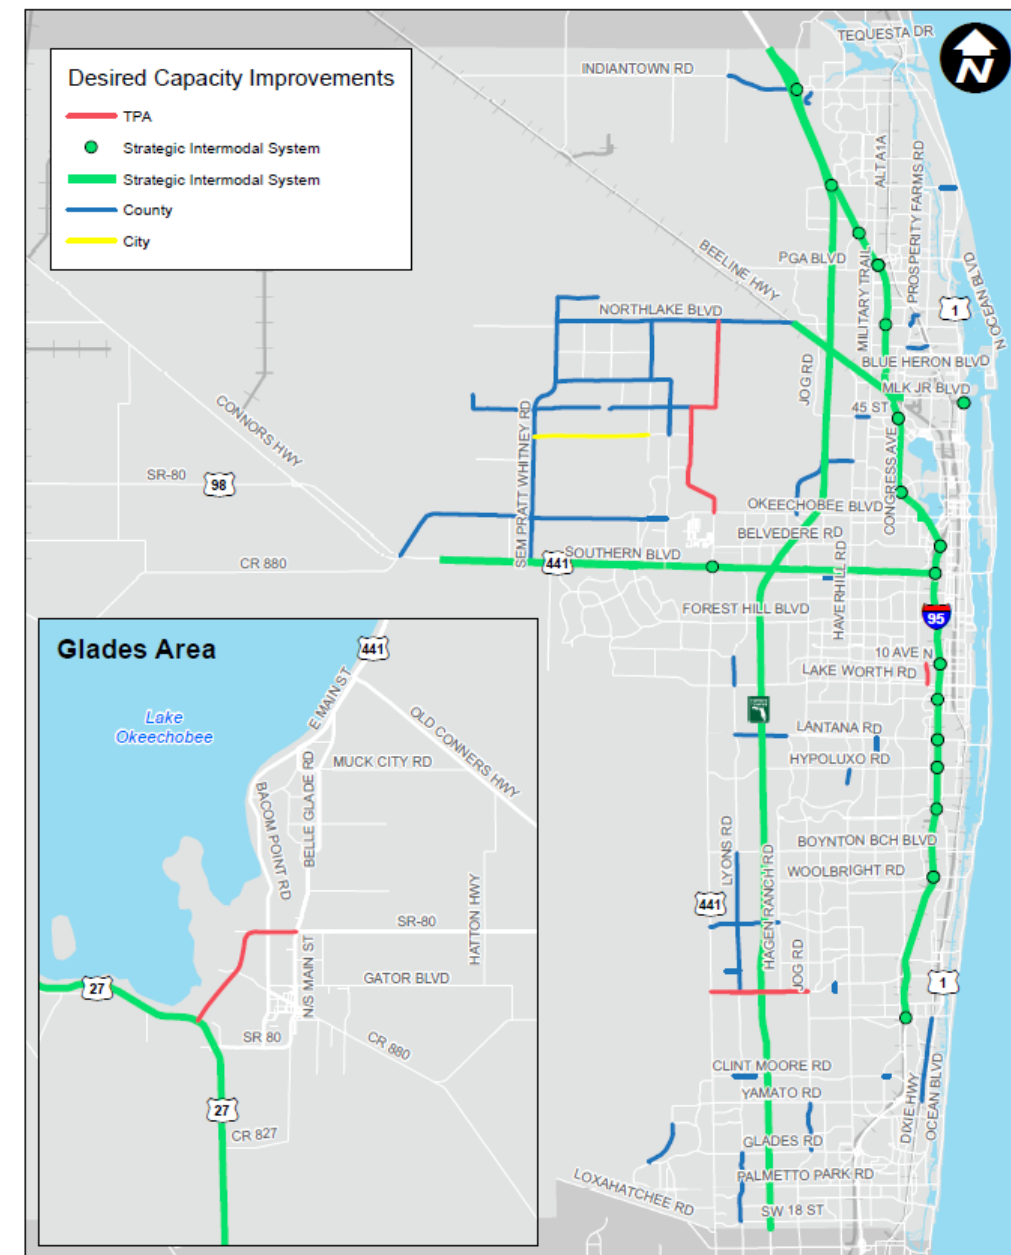 TEQUESTA DR
INDIANTOWN RD
N
Desired Capacity Improvements
TPA
Strategic Intermodal System
Strategic Intermodal System
County
City
ALT A1A
PROSPERITY FARMS RD
MILITARY TRAIL
PGA BLVD
BEELINE HWY
N OCEAN BLVD
1
NORTHLAKE BLVD
BLUE HERON BLVD
JOG RD
MLK JR BLVD
45 ST
CONNORS HWY
SEM PRATT WHITNEY RD
CONGRESS AVE
SR-80
98
OKEECHOBEE BLVD
BELVEDERE RD
SOUTHERN BLVD
441
CR 880
HAVERHILL RD
FOREST HILL BLVD
95
10 AVE N
LAKE WORTH RD
LANTANA RD
HYPOLUXO RD
LYONS RD
BOYNTON BCH BLVD
WOOLBRIGHT RD
HAGEN RANCH RD
441
JOG RD
1
CLINT MOORE RD
YAMATO RD
DIXIE HWY
OCEAN BLVD
GLADES RD
PALMETTO PARK RD
LOXAHATCHEE RD
SW 18 ST
Glades Area
441
Lake
Okeechobee
E MAIN ST
OLD CONNERS HWY
MUCK CITY RD
BELLE GLADE RD
BACOM POINT RD
HATTON HWY
SR-80
N/S MAIN ST
GATOR BLVD
27
SR 80
CR 880
27
CR 827